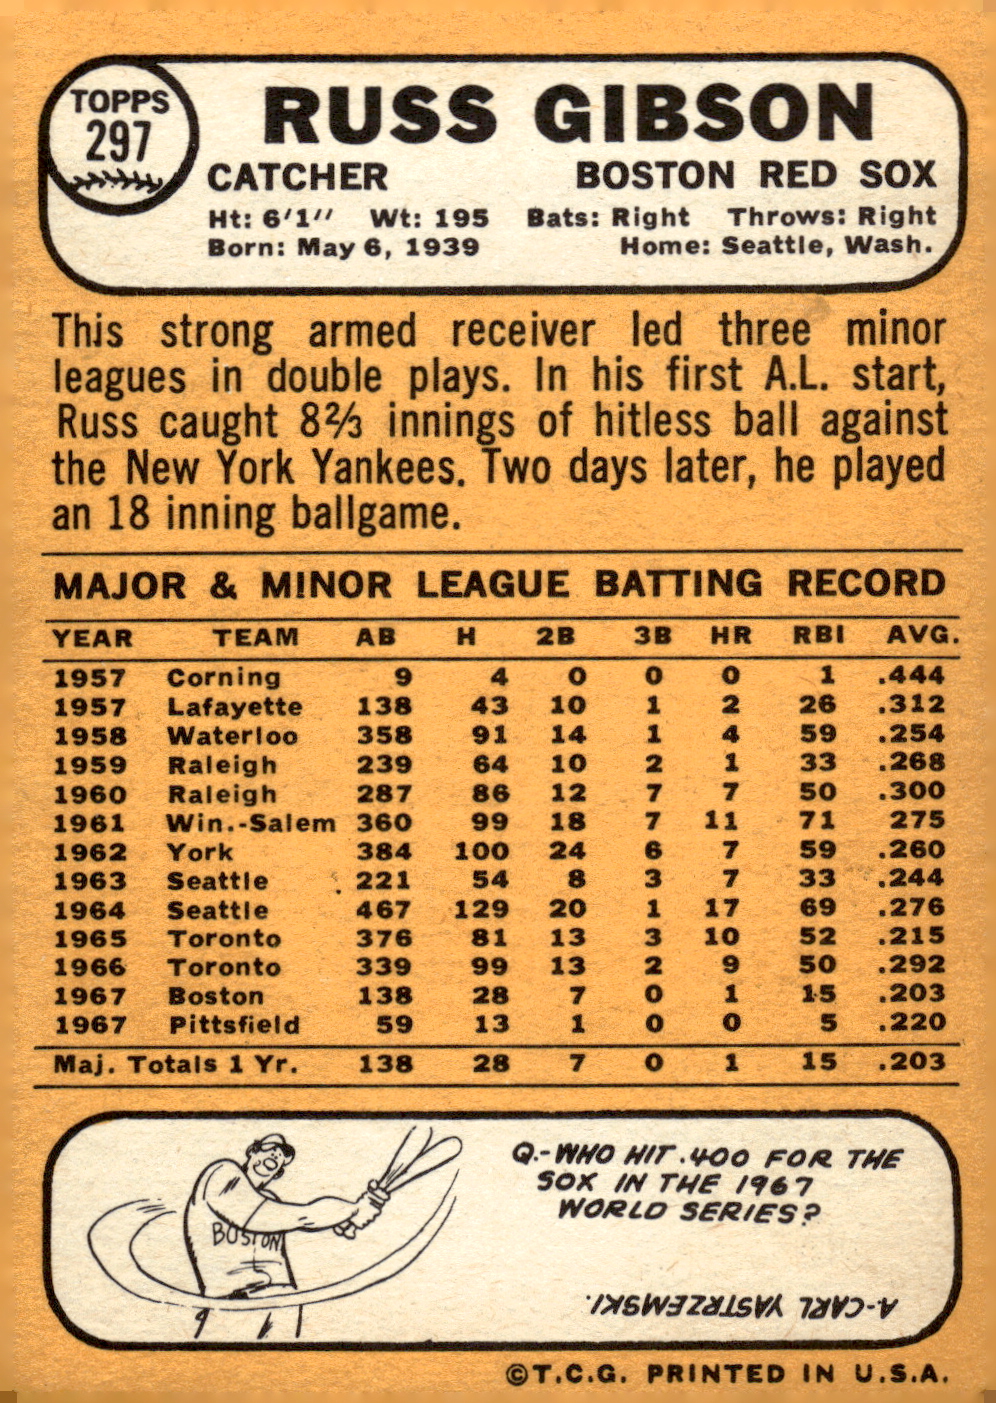 TOPPS
297
RUSS GIBSON
CATCHER BOSTON RED SOX
Ht: 6'1" Wt: 195 Bats: Right Throws: Right
Born: May 6, 1939 Home: Seattle, Wash.
This strong armed receiver led three minor
leagues in double plays. In his first A.L. start,
Russ caught 8⅔ innings of hitless ball against
the New York Yankees. Two days later, he played
an 18 inning ballgame.
MAJOR & MINOR LEAGUE BATTING RECORD
YEAR TEAM AB H 2B 3B HR RBI AVG.
1957 Corning 9 4 0 0 0 1 .444
1957 Lafayette 138 43 10 1 2 26 .312
1958 Waterloo 358 91 14 1 4 59 .254
1959 Raleigh 239 64 10 2 1 33 .268
1960 Raleigh 287 86 12 7 7 50 .300
1961 Win.-Salem 360 99 18 7 11 71 275
1962 York 384 100 24 6 7 59 .260
1963 Seattle 221 54 8 3 7 33 .244
1964 Seattle 467 129 20 1 17 69 .276
1965 Toronto 376 81 13 3 10 52 .215
1966 Toronto 339 99 13 2 9 50 .292
1967 Boston 138 28 7 0 1 15 .203
1967 Pittsfield 59 13 1 0 0 5 .220
Maj. Totals 1 Yr. 138 28 7 0 1 15 .203
BOSTON
Q.-WHO HIT .400 FOR THE
SOX IN THE 1967
WORLD SERIES?
A-CARL YASTRZEMSKI.
©T.C.G. PRINTED IN U.S.A.